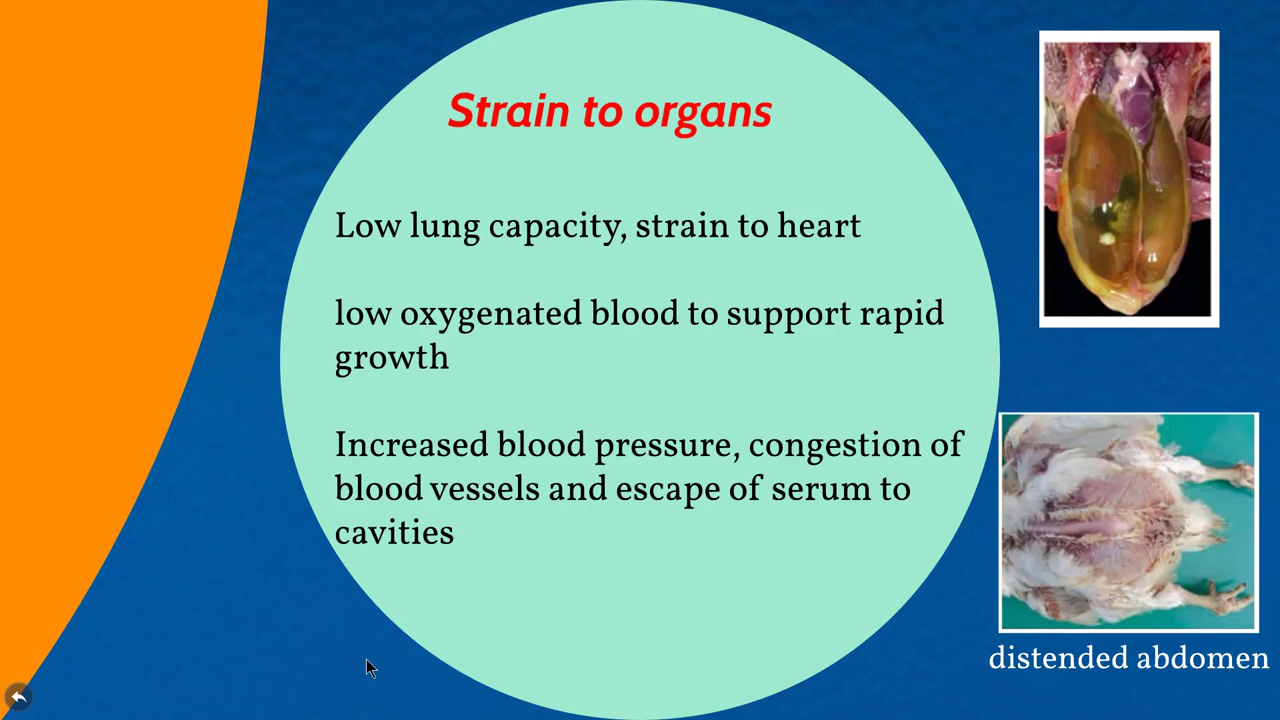 Strain to organs
Low lung capacity, strain to heart
low oxygenated blood to support rapid
growth
Increased blood pressure, congestion of
blood vessels and escape of serum to
cavities
distended abdomen